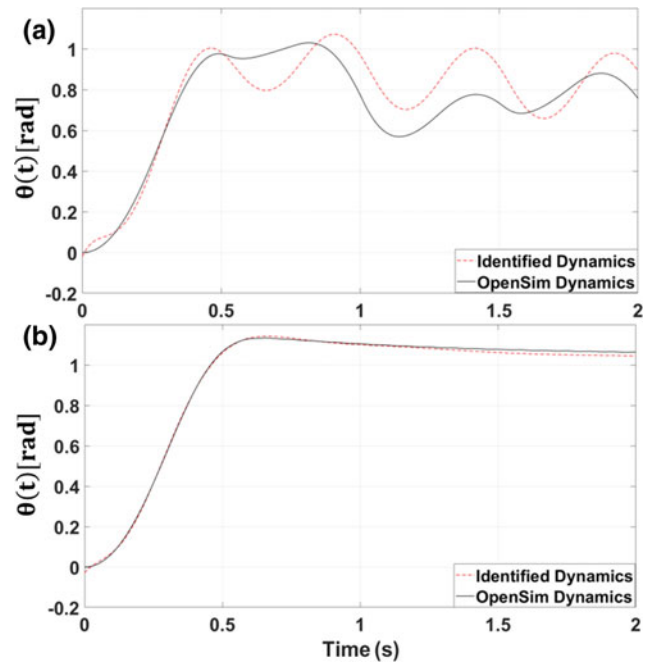 (a)
θ(t)[rad]
1
0.8
0.6
0.4
0.2
0
-0.2
Identified Dynamics
OpenSim Dynamics
0
0.5
1
1.5
2
(b)
θ(t)[rad]
1
0.8
0.6
0.4
0.2
0
-0.2
Identified Dynamics
OpenSim Dynamics
0
0.5
1
1.5
2
Time (s)